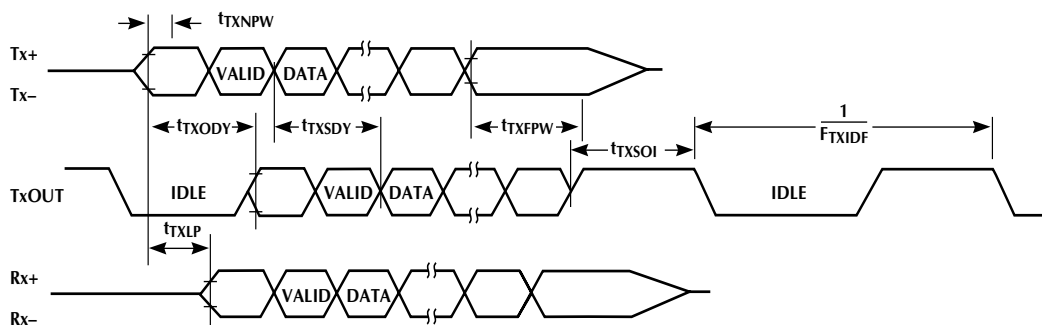 tTXNPW
Tx+
VALID DATA
Tx–
tTXODY tTXSDY tTXFPW
1
FTXIDF
tTXSOI
TxOUT IDLE VALID DATA IDLE
tTXLP
Rx+
VALID DATA
Rx–